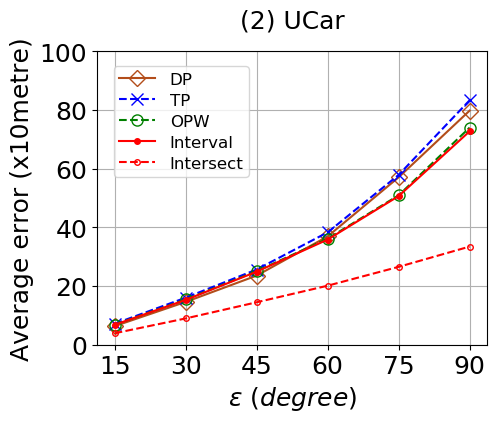 (2) UCar
Average error (x10metre)
100
80
60
40
20
0
DP
TP
OPW
Interval
Intersect
15 30 45 60 75 90
ε (degree)